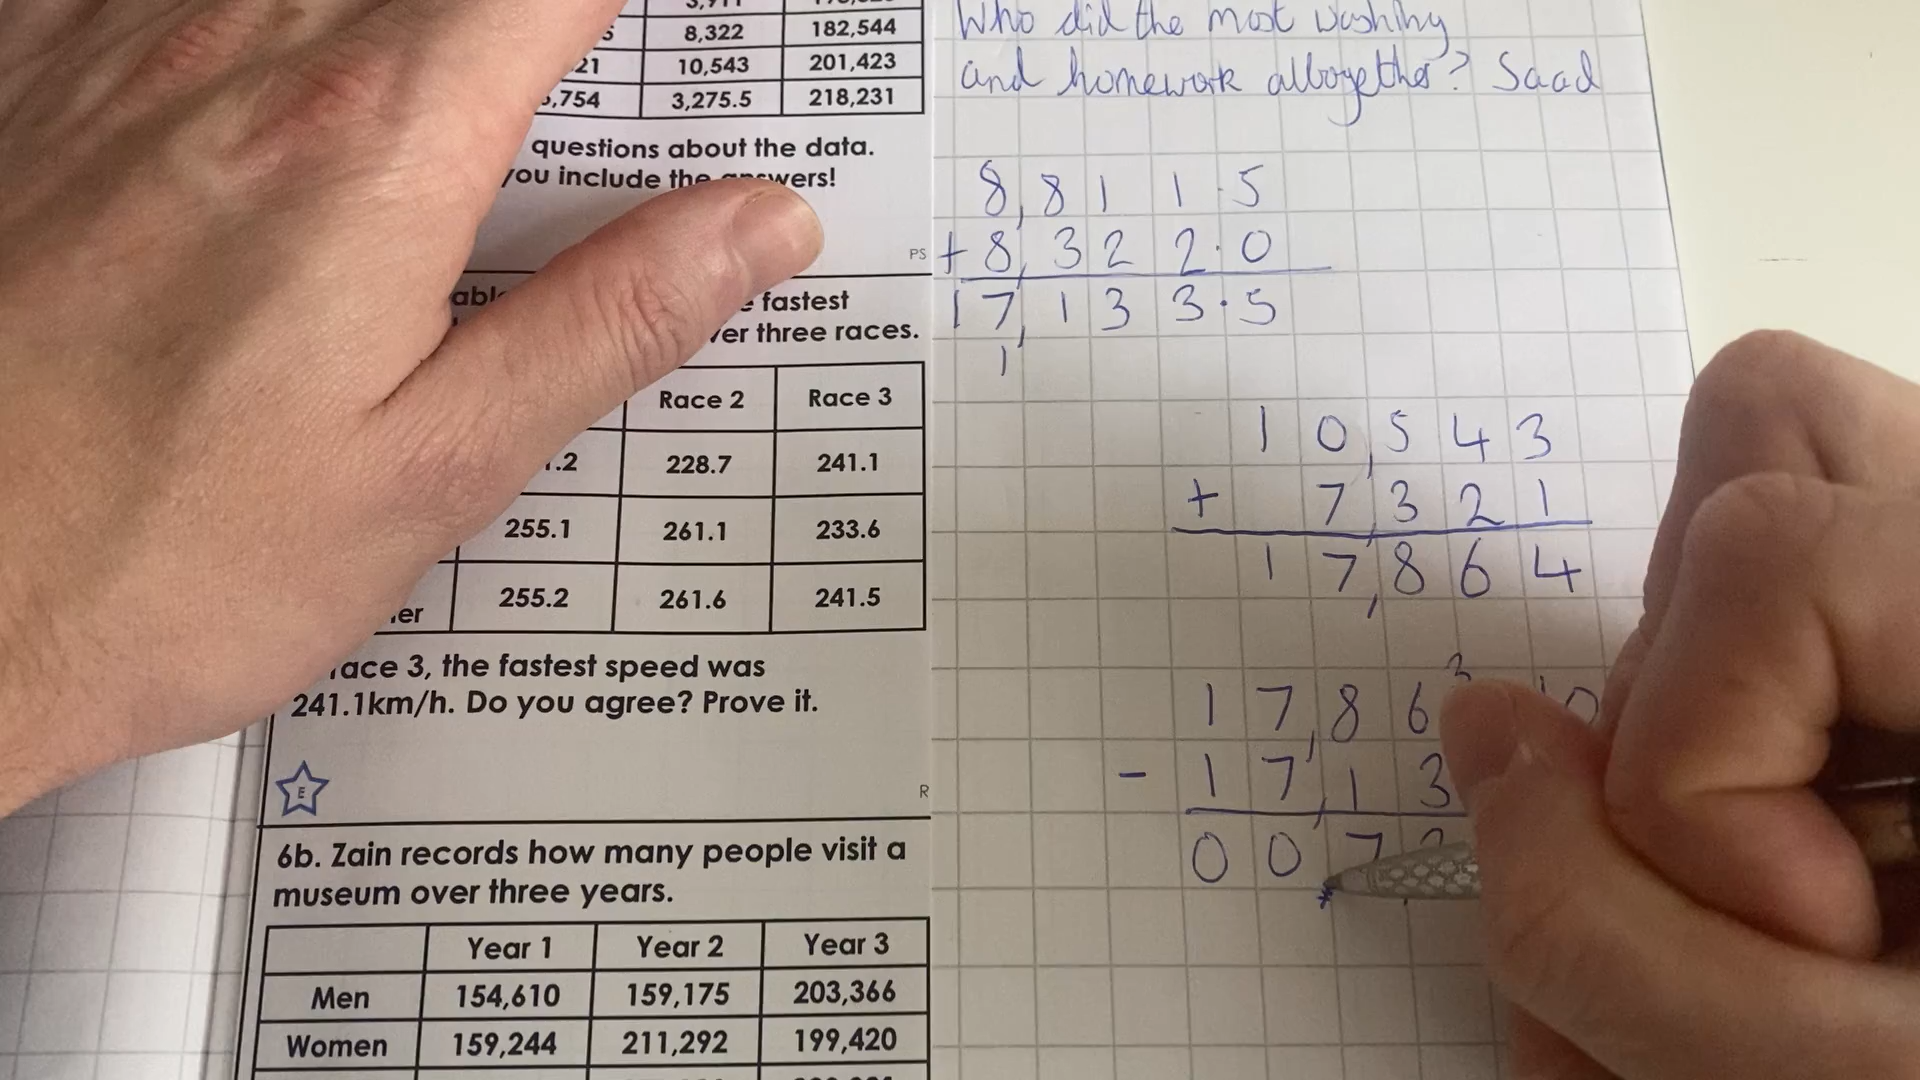 8,322 182,544
21 10,543 201,423
,754 3,275.5 218,231
questions about the data.
you include the answers!
PS
fastest
ver three races.
Race 2 Race 3
.2 228.7 241.1
255.1 261.1 233.6
er 255.2 261.6 241.5
ace 3, the fastest speed was
241.1km/h. Do you agree? Prove it.
E
R
6b. Zain records how many people visit a
museum over three years.
Year 1 Year 2 Year 3
Men 154,610 159,175 203,366
Women 159,244 211,292 199,420
Who did the most washing
and homework altogether? Saad
8,811.5
+8,322.0
17,133.5
1
10,543
+ 7,321
17,864
3
17,86
- 17,13
00,7